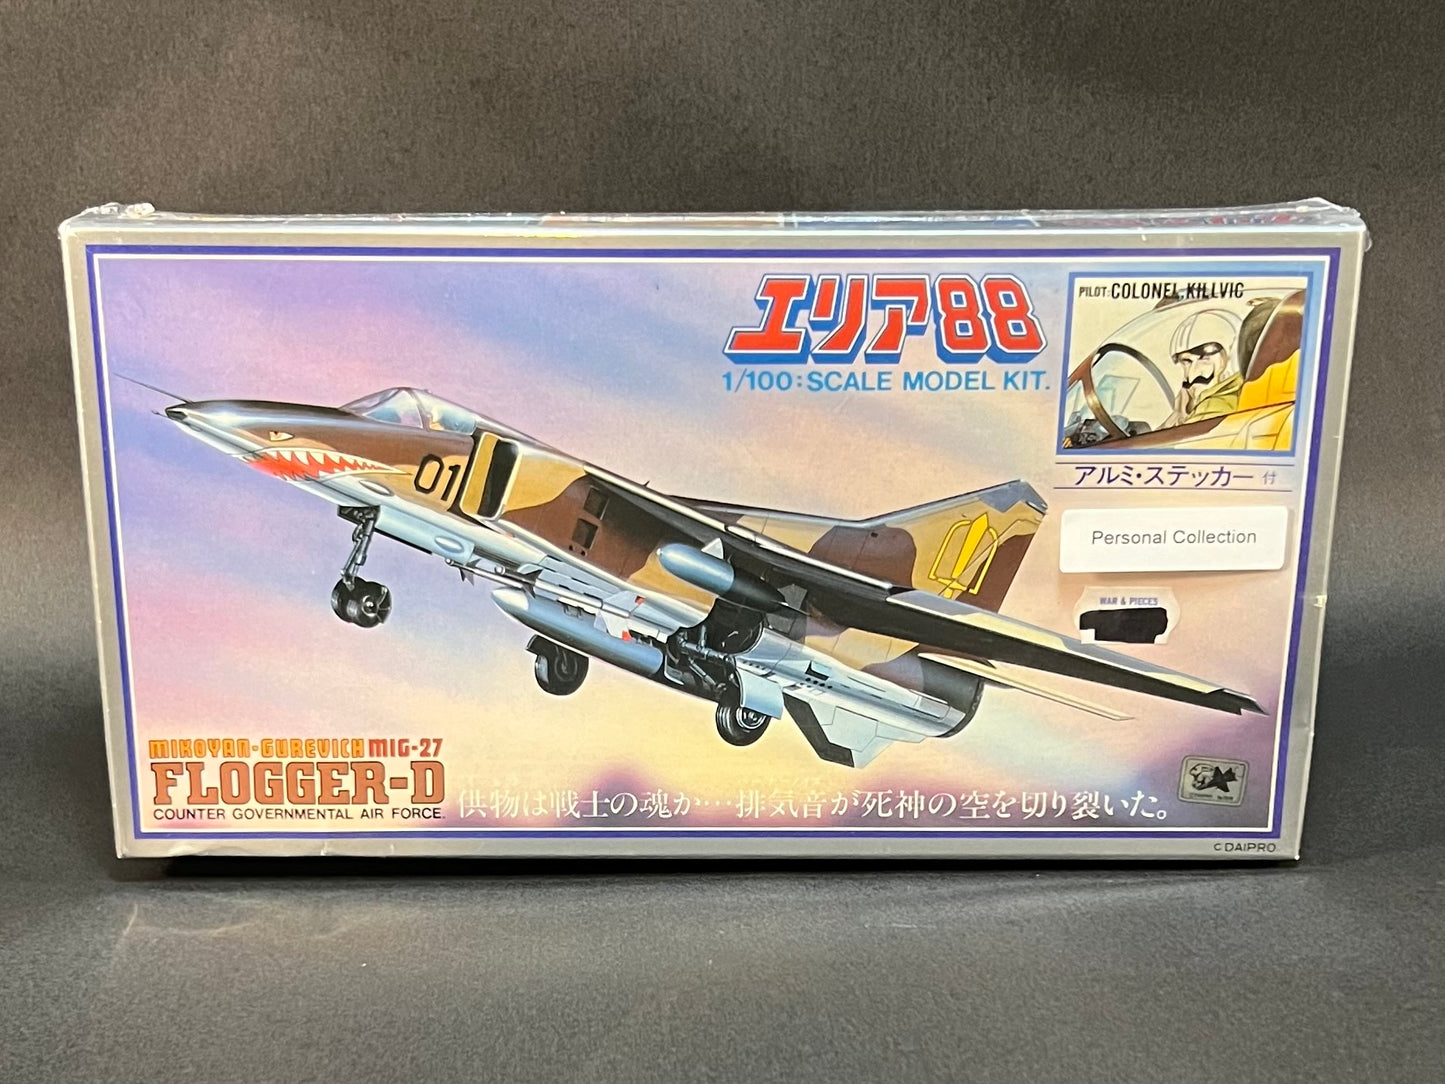 エリア88
1/100:SCALE MODEL KIT.
PILOT:COLONEL,KILLVIC
アルミ・ステッカー付
Personal Collection
WAR & PIECES
01
MIKOYAN-GUREVICH MIG-27
FLOGGER-D
COUNTER GOVERNMENTAL AIR FORCE.
供物は戦士の魂か…排気音が死神の空を切り裂いた。
C DAIPRO